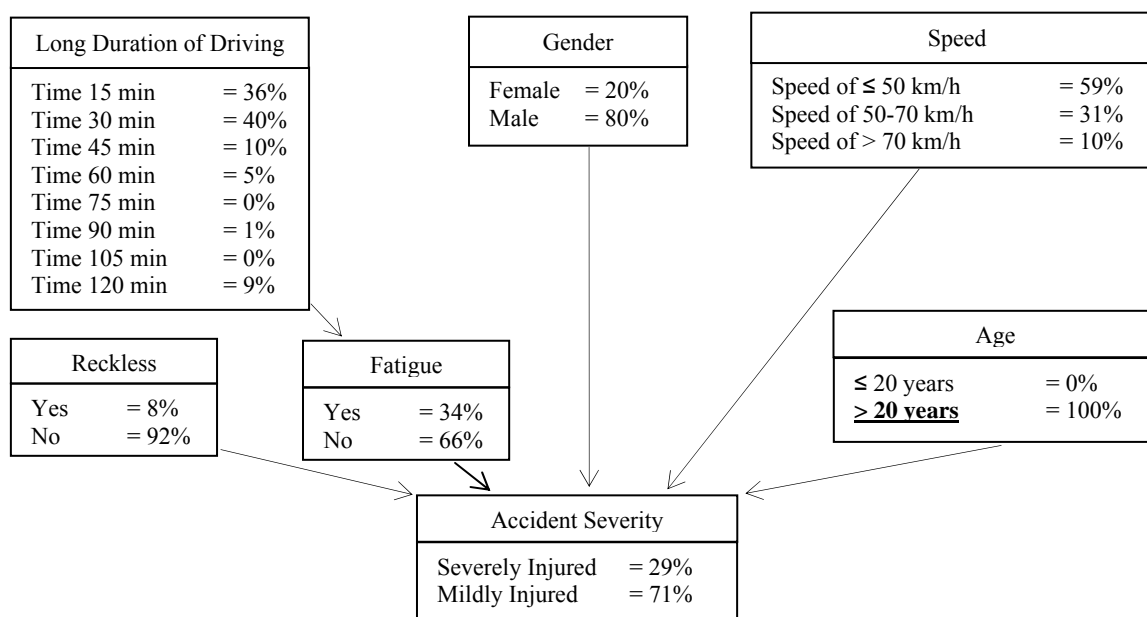 Long Duration of Driving
Time 15 min = 36%
Time 30 min = 40%
Time 45 min = 10%
Time 60 min = 5%
Time 75 min = 0%
Time 90 min = 1%
Time 105 min = 0%
Time 120 min = 9%
Gender
Female = 20%
Male = 80%
Speed
Speed of ≤ 50 km/h = 59%
Speed of 50-70 km/h = 31%
Speed of > 70 km/h = 10%
Reckless
Yes = 8%
No = 92%
Fatigue
Yes = 34%
No = 66%
Age
≤ 20 years = 0%
> 20 years = 100%
Accident Severity
Severely Injured = 29%
Mildly Injured = 71%